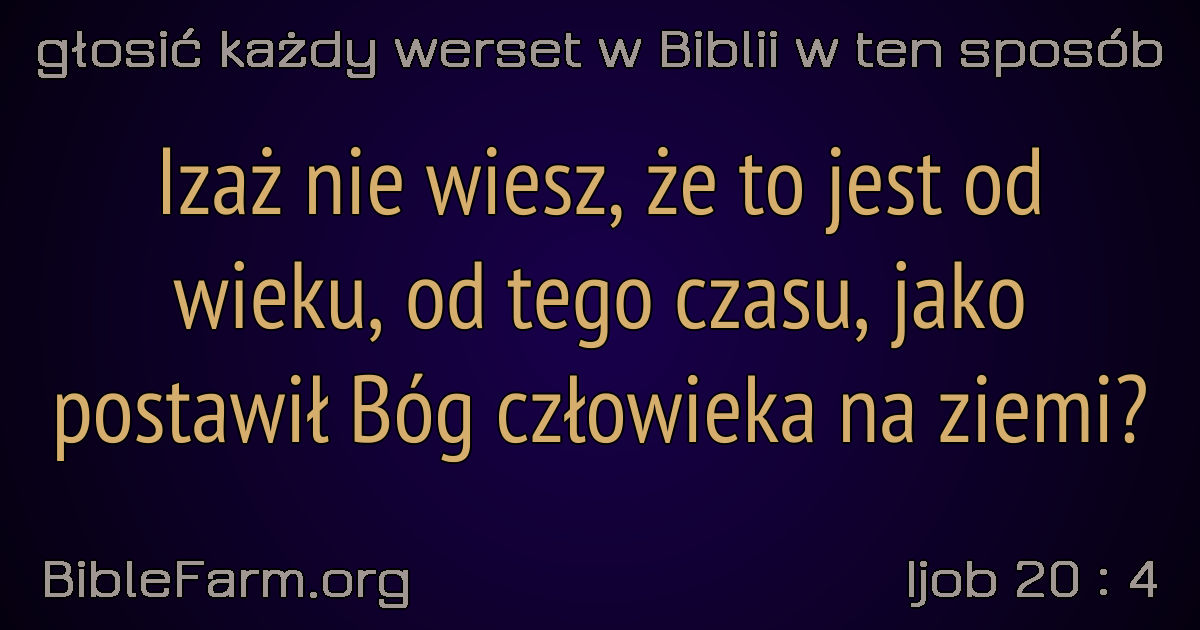 głosić każdy werset w Biblii w ten sposób
Izaż nie wiesz, że to jest od
wieku, od tego czasu, jako
postawił Bóg człowieka na ziemi?
BibleFarm.org
Ijob 20 : 4